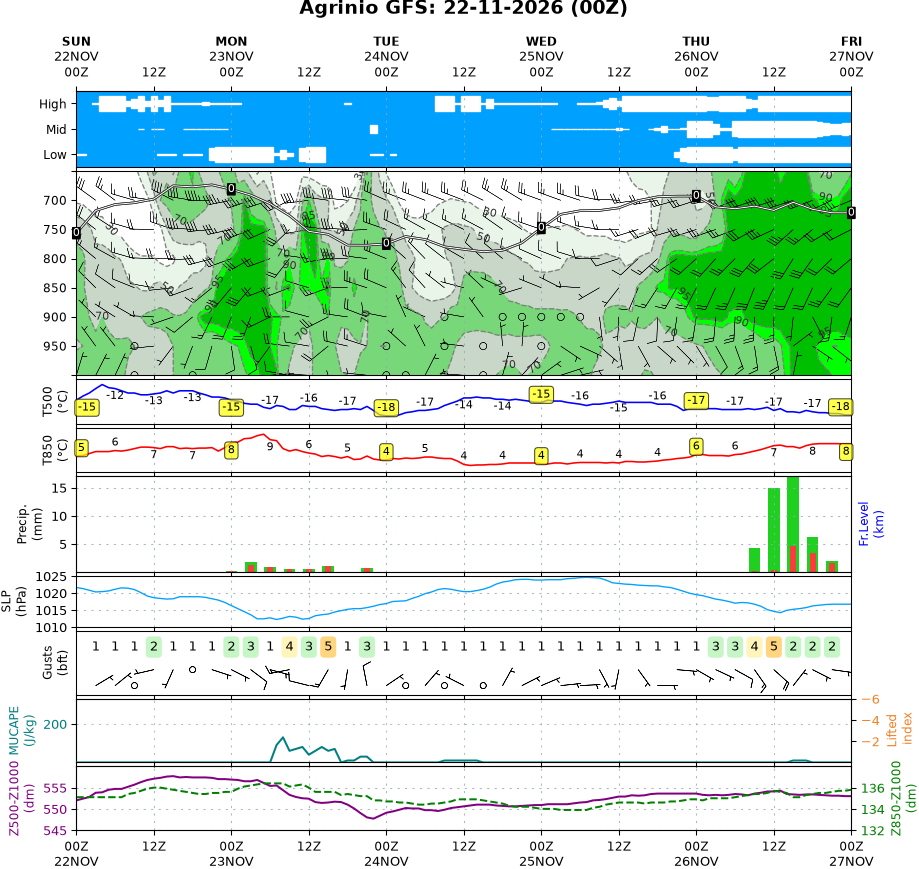 Agrinio GFS: 22-11-2026 (00Z)
SUN MON TUE WED THU FRI
22NOV 23NOV 24NOV 25NOV 26NOV 27NOV
00Z 12Z 00Z 12Z 00Z 12Z 00Z 12Z 00Z 12Z 00Z
High
Mid
Low
700
750
800
850
900
950
0 0 0 0 0 0
T500
(°C)
-15 -12 -13 -13 -15 -17 -16 -17 -18 -17 -14 -14 -15 -16 -15 -16 -17 -17 -17 -17 -18
T850
(°C)
5 6 7 7 8 9 6 5 4 5 4 4 4 4 4 4 6 6 7 8 8
Precip.
(mm)
15
10
5
Fr.Level
(km)
SLP
(hPa)
1025
1020
1015
1010
Gusts
(bft)
1 1 1 2 1 1 1 2 3 1 4 3 5 1 3 1 1 1 1 1 1 1 1 1 1 1 1 1 1 1 1 1 3 3 4 5 2 2 2
MUCAPE
(J/kg)
200
−6
−4
−2
Lifted
index
Z500-Z1000
(dm)
555
550
545
136
134
132
Z850-Z1000
(dm)
00Z 12Z 00Z 12Z 00Z 12Z 00Z 12Z 00Z 12Z 00Z
22NOV 23NOV 24NOV 25NOV 26NOV 27NOV